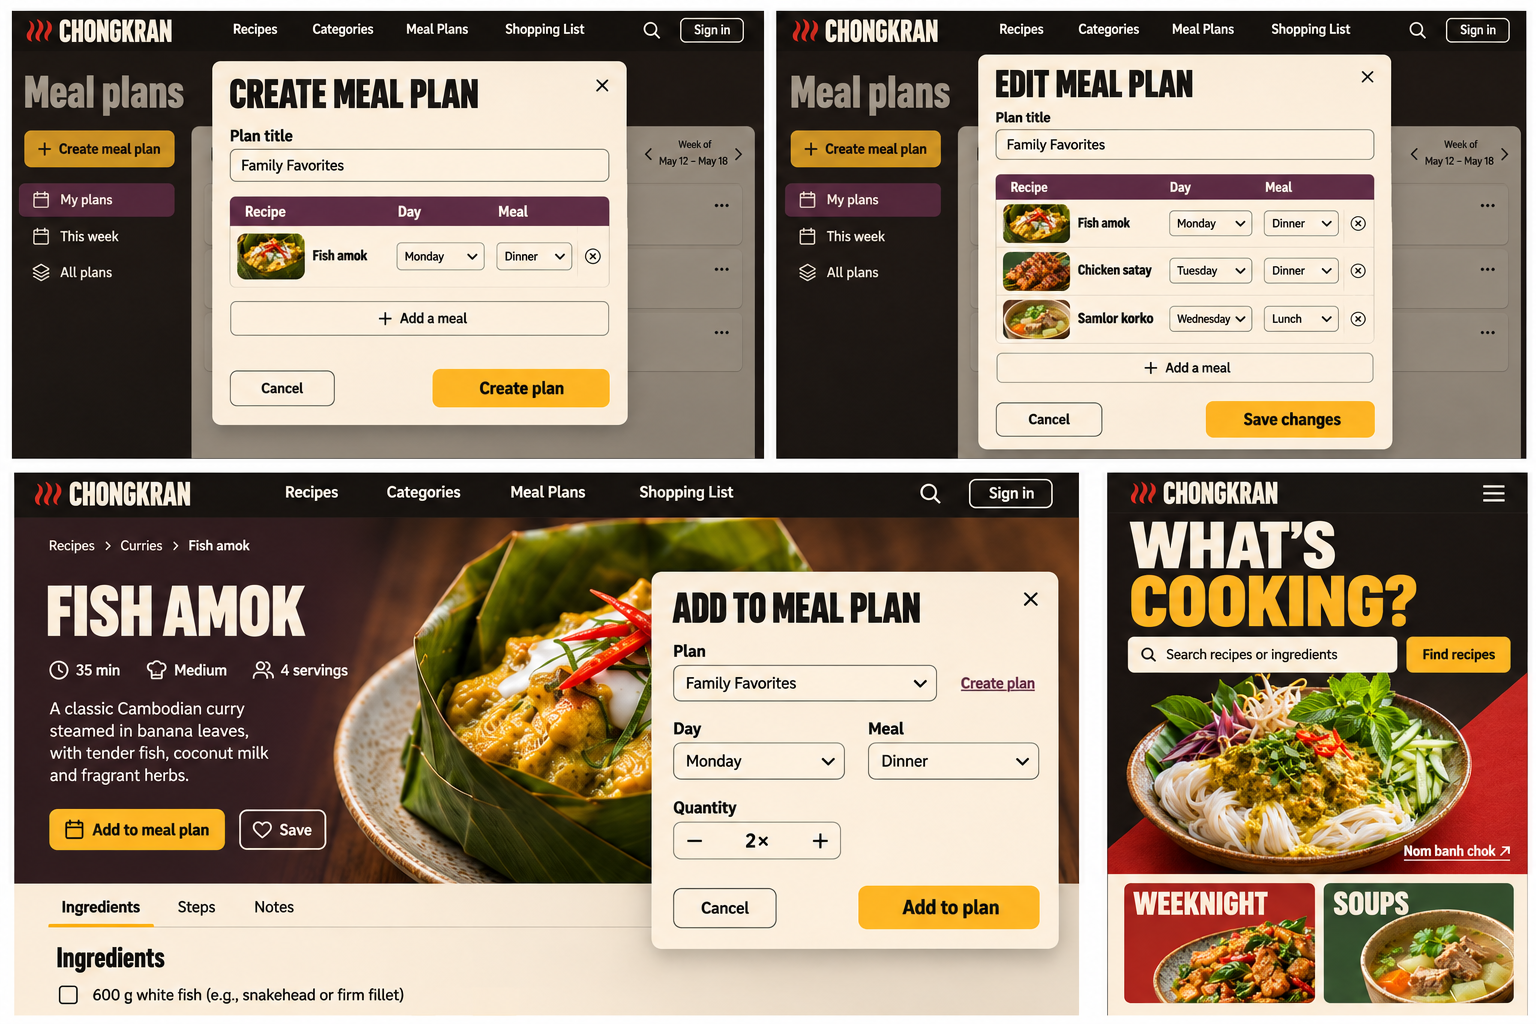 CHONGKRAN
Recipes
Categories
Meal Plans
Shopping List
Sign in
Meal plans
Create meal plan
My plans
This week
All plans
Week of
May 12 – May 18
CREATE MEAL PLAN
Plan title
Family Favorites
Recipe
Day
Meal
Fish amok
Monday
Dinner
Add a meal
Cancel
Create plan
CHONGKRAN
Recipes
Categories
Meal Plans
Shopping List
Sign in
Meal plans
Create meal plan
My plans
This week
All plans
Week of
May 12 – May 18
EDIT MEAL PLAN
Plan title
Family Favorites
Recipe
Day
Meal
Fish amok
Monday
Dinner
Chicken satay
Tuesday
Dinner
Samlor korko
Wednesday
Lunch
Add a meal
Cancel
Save changes
CHONGKRAN
Recipes
Categories
Meal Plans
Shopping List
Sign in
Recipes > Curries > Fish amok
FISH AMOK
35 min
Medium
4 servings
A classic Cambodian curry
steamed in banana leaves,
with tender fish, coconut milk
and fragrant herbs.
Add to meal plan
Save
Ingredients
Steps
Notes
Ingredients
600 g white fish (e.g., snakehead or firm fillet)
ADD TO MEAL PLAN
Plan
Family Favorites
Create plan
Day
Meal
Monday
Dinner
Quantity
2×
Cancel
Add to plan
CHONGKRAN
WHAT'S
COOKING?
Search recipes or ingredients
Find recipes
Nom banh chok
WEEKNIGHT
SOUPS